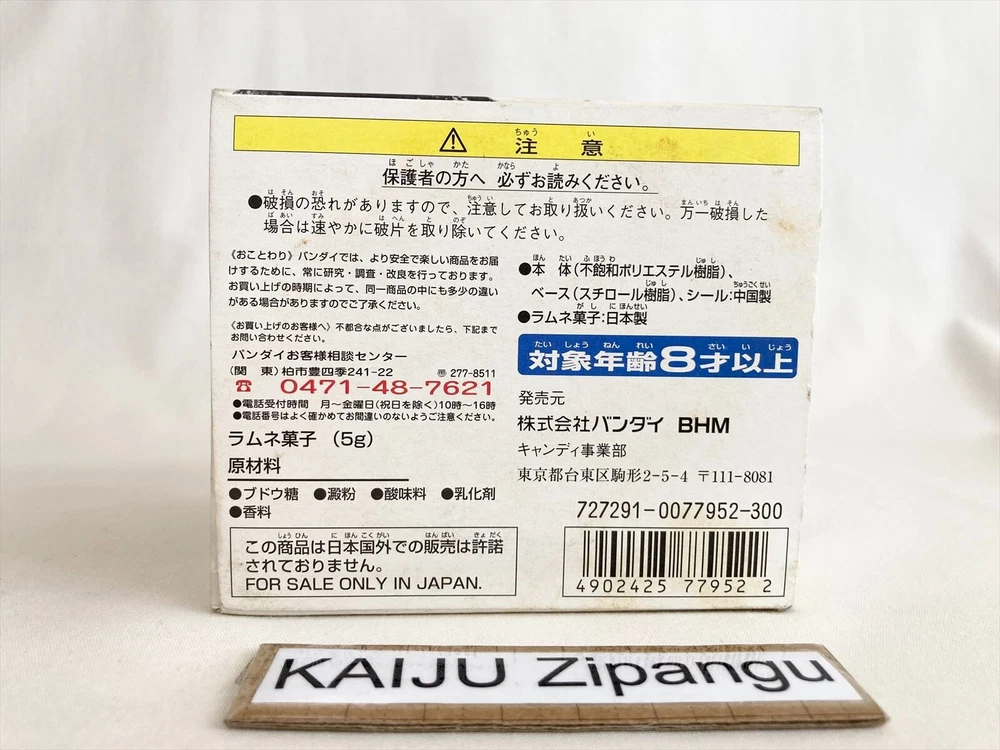 ⚠ 注意
保護者の方へ 必ずお読みください。
●破損の恐れがありますので、注意してお取り扱いください。万一破損した
場合は速やかに破片を取り除いてください。
《おことわり》バンダイでは、より安全で楽しい商品をお届
けするために、常に研究・調査・改良を行っております。
お買い上げの時期によって、同一商品の中にも多少の違い
がある場合がありますのでご了承ください。
〈お買い上げのお客様へ〉不都合な点がございましたら、下記まで
お問い合わせください。
バンダイお客様相談センター
(関 東)柏市豊四季241-22 〠 277-8511
☎ 0471-48-7621
●電話受付時間 月〜金曜日(祝日を除く)10時〜16時
●電話番号はよく確かめてお間違いのないようご注意ください。
ラムネ菓子 (5g)
原材料
●ブドウ糖 ●澱粉 ●酸味料 ●乳化剤
●香料
この商品は日本国外での販売は許諾
されておりません。
FOR SALE ONLY IN JAPAN.
●本 体(不飽和ポリエステル樹脂)、
ベース(スチロール樹脂)、シール:中国製
●ラムネ菓子:日本製
対象年齢8才以上
発売元
株式会社バンダイ BHM
キャンディ事業部
東京都台東区駒形2-5-4 〒111-8081
727291-0077952-300
4902425 77952 2
KAIJU Zipangu